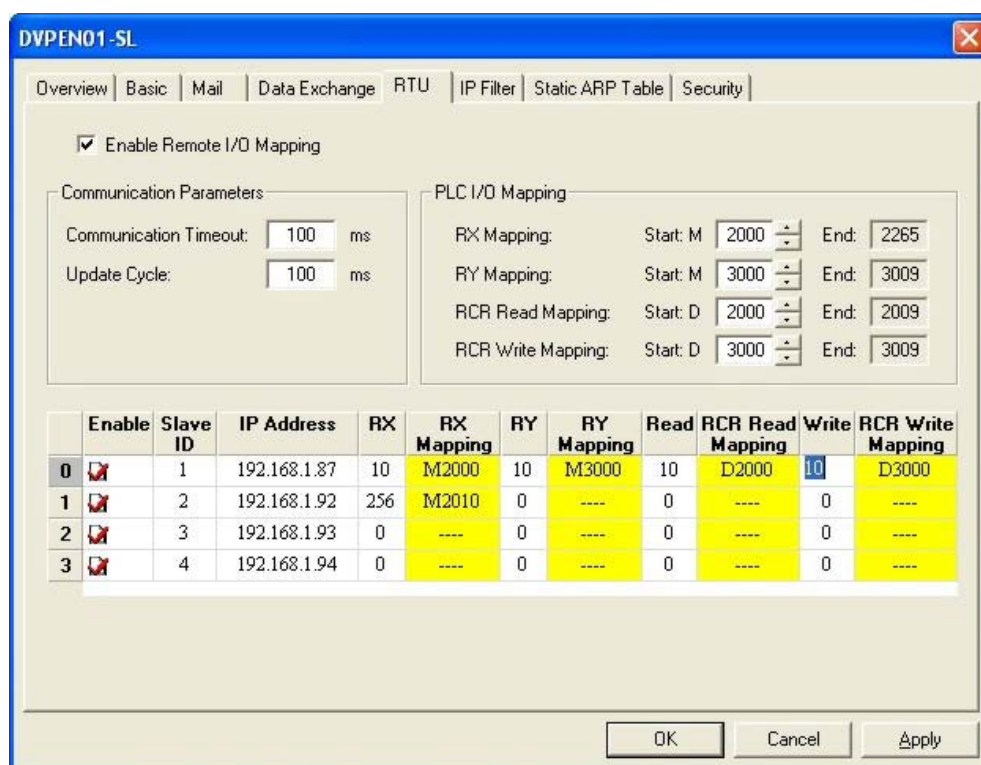 DVPEN01-SL
Overview Basic Mail Data Exchange RTU IP Filter Static ARP Table Security
Enable Remote I/O Mapping
Communication Parameters
Communication Timeout: 100 ms
Update Cycle: 100 ms
PLC I/O Mapping
RX Mapping: Start: M 2000 End: 2265
RY Mapping: Start: M 3000 End: 3009
RCR Read Mapping: Start: D 2000 End: 2009
RCR Write Mapping: Start: D 3000 End: 3009
Enable Slave ID IP Address RX RX Mapping RY RY Mapping Read RCR Read Mapping Write RCR Write Mapping
0 1 192.168.1.87 10 M2000 10 M3000 10 D2000 10 D3000
1 2 192.168.1.92 256 M2010 0 ---- 0 ---- 0 ----
2 3 192.168.1.93 0 ---- 0 ---- 0 ---- 0 ----
3 4 192.168.1.94 0 ---- 0 ---- 0 ---- 0 ----
OK Cancel Apply